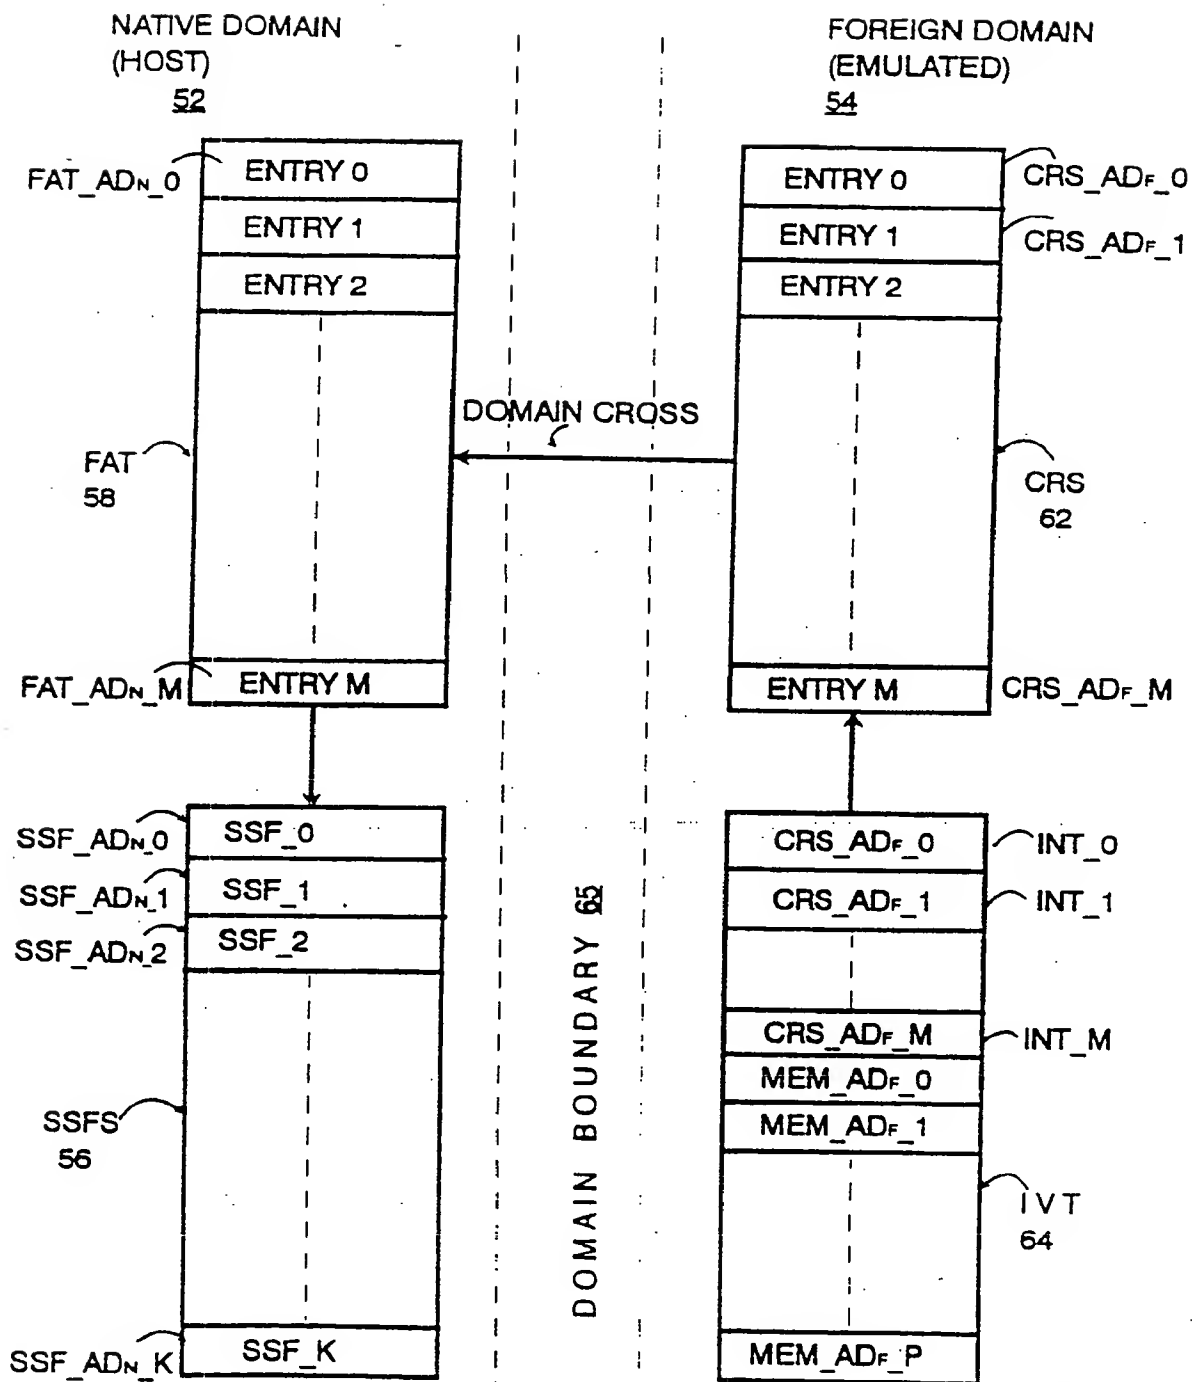 NATIVE DOMAIN
(HOST)
52
FOREIGN DOMAIN
(EMULATED)
54
FAT_ADN_0
ENTRY 0
ENTRY 1
ENTRY 2
ENTRY 0
CRS_ADF_0
ENTRY 1
CRS_ADF_1
ENTRY 2
DOMAIN CROSS
FAT
58
CRS
62
FAT_ADN_M
ENTRY M
ENTRY M
CRS_ADF_M
SSF_ADN_0
SSF_0
SSF_ADN_1
SSF_1
SSF_ADN_2
SSF_2
SSFS
56
SSF_ADN_K
SSF_K
DOMAIN BOUNDARY 65
CRS_ADF_0
INT_0
CRS_ADF_1
INT_1
CRS_ADF_M
INT_M
MEM_ADF_0
MEM_ADF_1
IVT
64
MEM_ADF_P